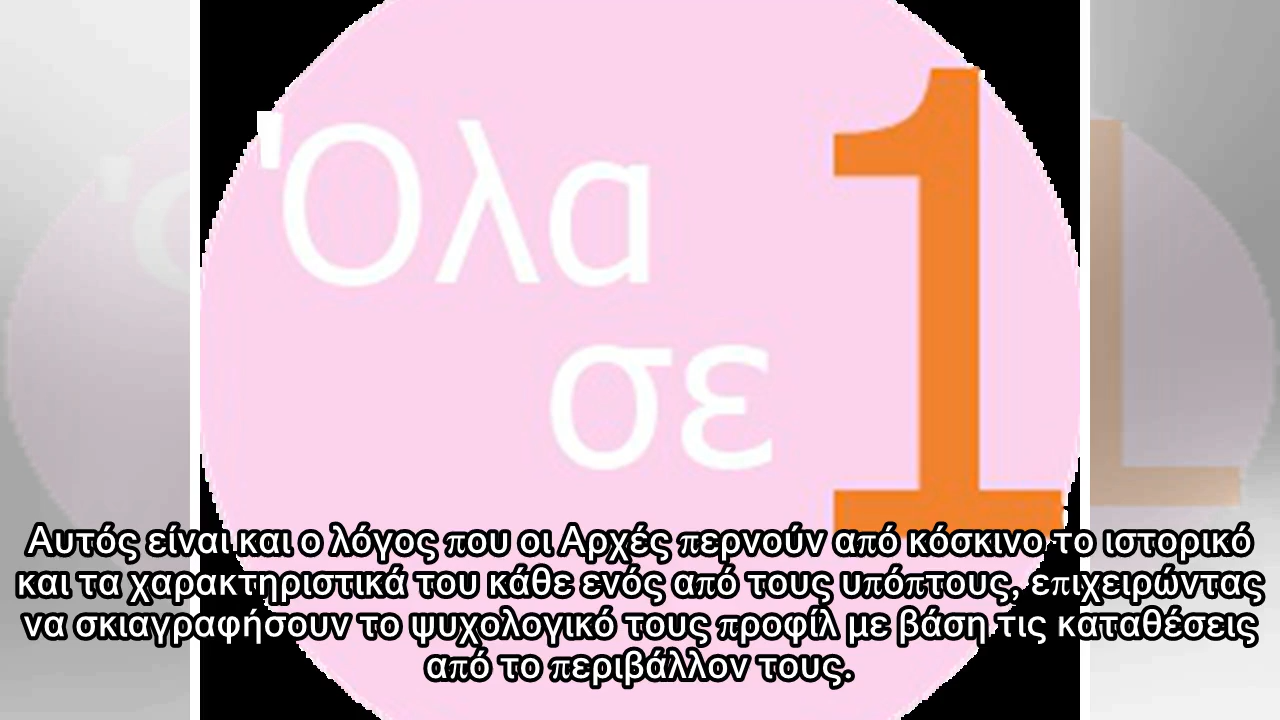 Όλα
σε
1
Αυτός είναι και ο λόγος που οι Αρχές περνούν από κόσκινο το ιστορικό
και τα χαρακτηριστικά του κάθε ενός από τους υπόπτους, επιχειρώντας
να σκιαγραφήσουν το ψυχολογικό τους προφίλ με βάση τις καταθέσεις
από το περιβάλλον τους.